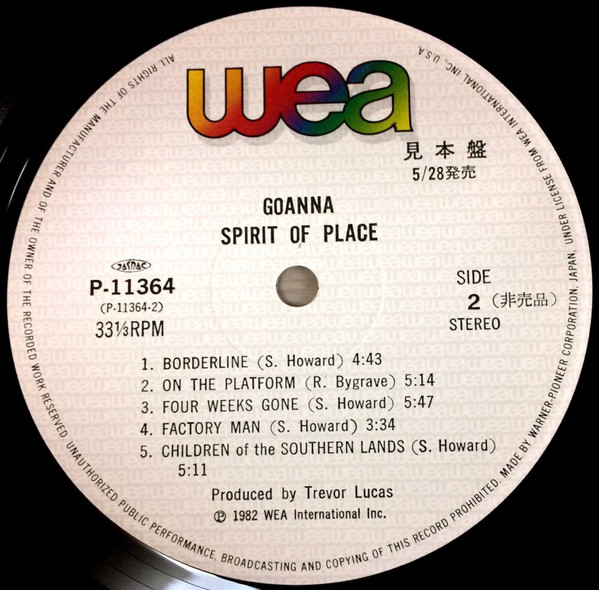 wea
見本盤
5/28発売
GOANNA
SPIRIT OF PLACE
JASRAC
P-11364
(P-11364-2)
33⅓RPM
SIDE
2 (非売品)
STEREO
1. BORDERLINE (S. Howard) 4:43
2. ON THE PLATFORM (R. Bygrave) 5:14
3. FOUR WEEKS GONE (S. Howard) 5:47
4. FACTORY MAN (S. Howard) 3:34
5. CHILDREN of the SOUTHERN LANDS (S. Howard)
5:11
Produced by Trevor Lucas
Ⓟ 1982 WEA International Inc.
ALL RIGHTS OF THE MANUFACTURER AND OF THE OWNER OF THE RECORDED WORK RESERVED. UNAUTHORIZED PUBLIC PERFORMANCE, BROADCASTING AND COPYING OF THIS RECORD PROHIBITED. MADE BY WARNER-PIONEER CORPORATION, JAPAN, UNDER LICENSE FROM WEA INTERNATIONAL INC., U.S.A.